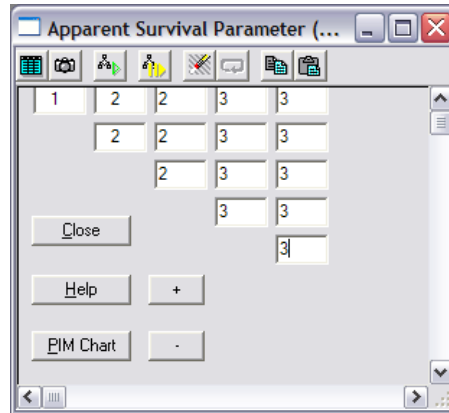 Apparent Survival Parameter (...
1 2 2 3 3
2 2 3 3
2 3 3
3 3
Close
3
Help +
PIM Chart -